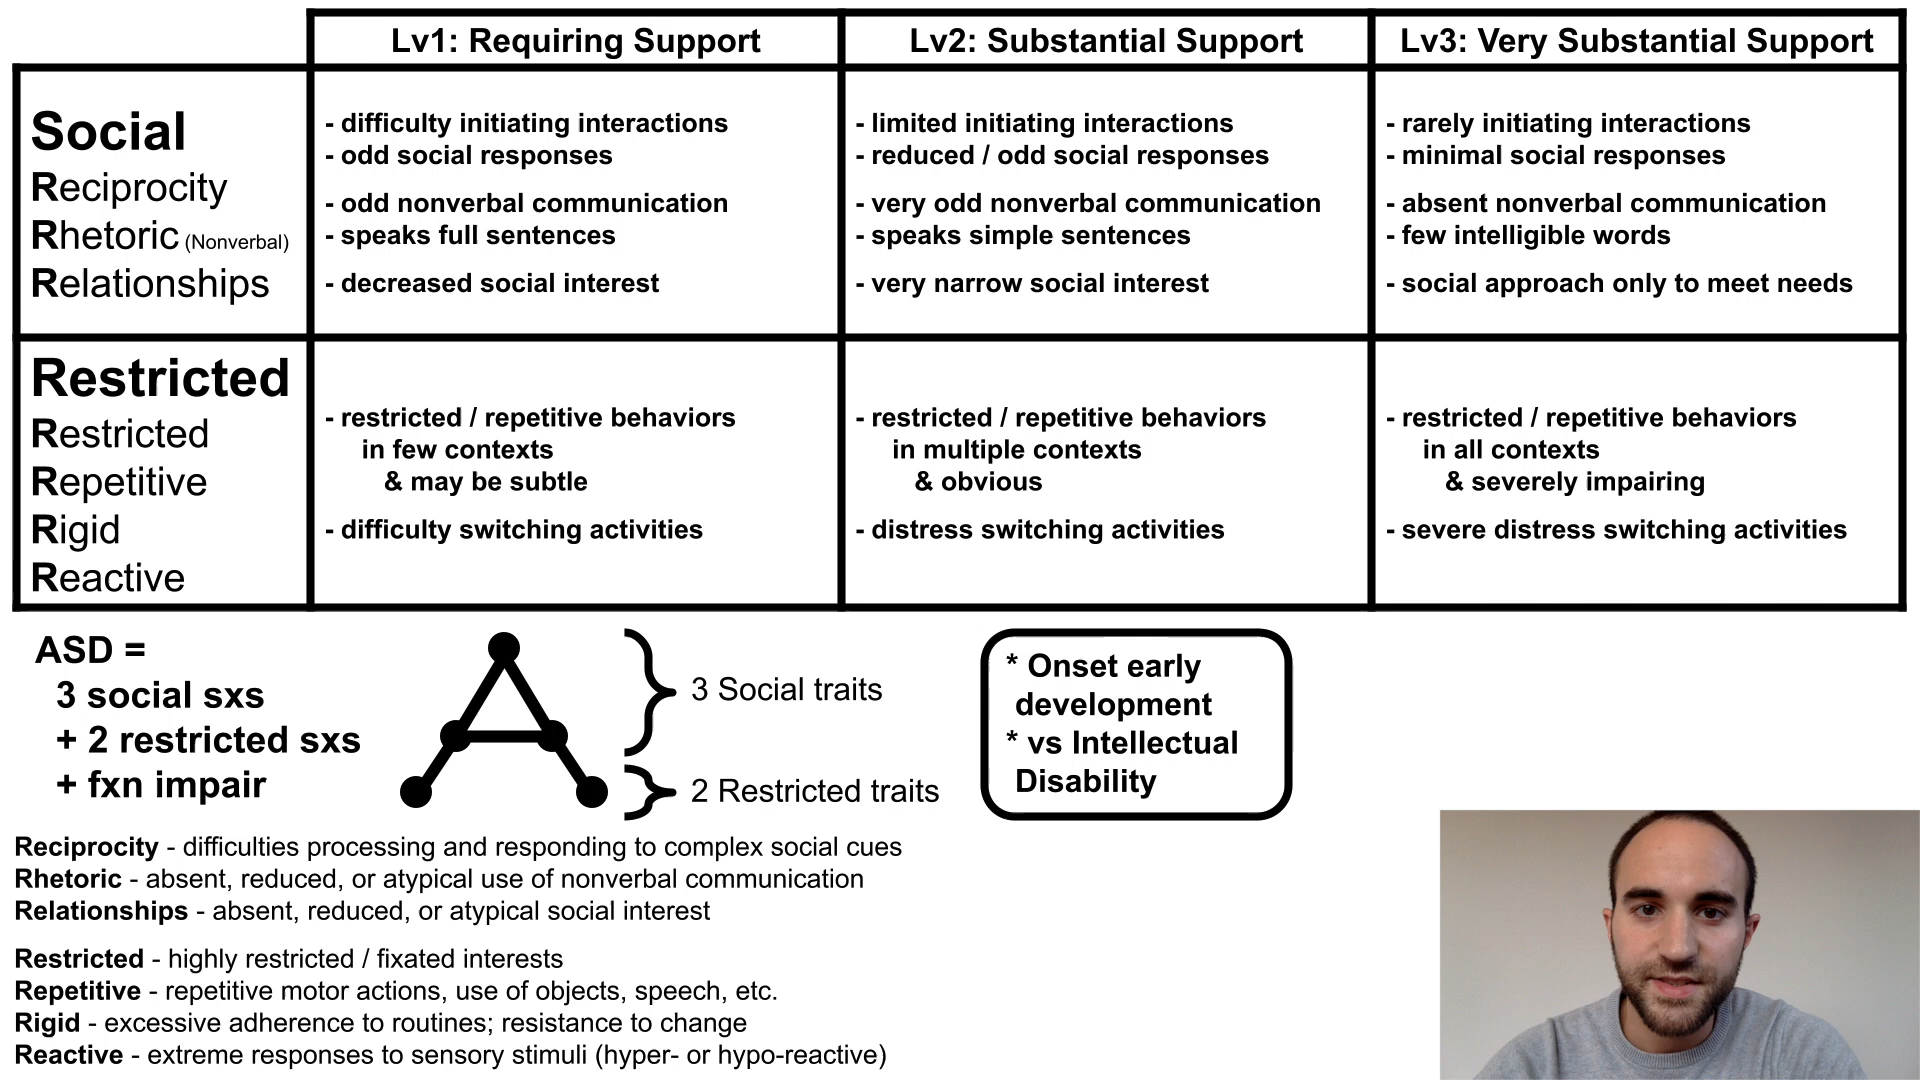 Lv1: Requiring Support
Lv2: Substantial Support
Lv3: Very Substantial Support
Social
Reciprocity
Rhetoric (Nonverbal)
Relationships
- difficulty initiating interactions
- odd social responses
- odd nonverbal communication
- speaks full sentences
- decreased social interest
- limited initiating interactions
- reduced / odd social responses
- very odd nonverbal communication
- speaks simple sentences
- very narrow social interest
- rarely initiating interactions
- minimal social responses
- absent nonverbal communication
- few intelligible words
- social approach only to meet needs
Restricted
Restricted
Repetitive
Rigid
Reactive
- restricted / repetitive behaviors
in few contexts
& may be subtle
- difficulty switching activities
- restricted / repetitive behaviors
in multiple contexts
& obvious
- distress switching activities
- restricted / repetitive behaviors
in all contexts
& severely impairing
- severe distress switching activities
ASD =
3 social sxs
+ 2 restricted sxs
+ fxn impair
3 Social traits
2 Restricted traits
* Onset early
development
* vs Intellectual
Disability
Reciprocity - difficulties processing and responding to complex social cues
Rhetoric - absent, reduced, or atypical use of nonverbal communication
Relationships - absent, reduced, or atypical social interest
Restricted - highly restricted / fixated interests
Repetitive - repetitive motor actions, use of objects, speech, etc.
Rigid - excessive adherence to routines; resistance to change
Reactive - extreme responses to sensory stimuli (hyper- or hypo-reactive)